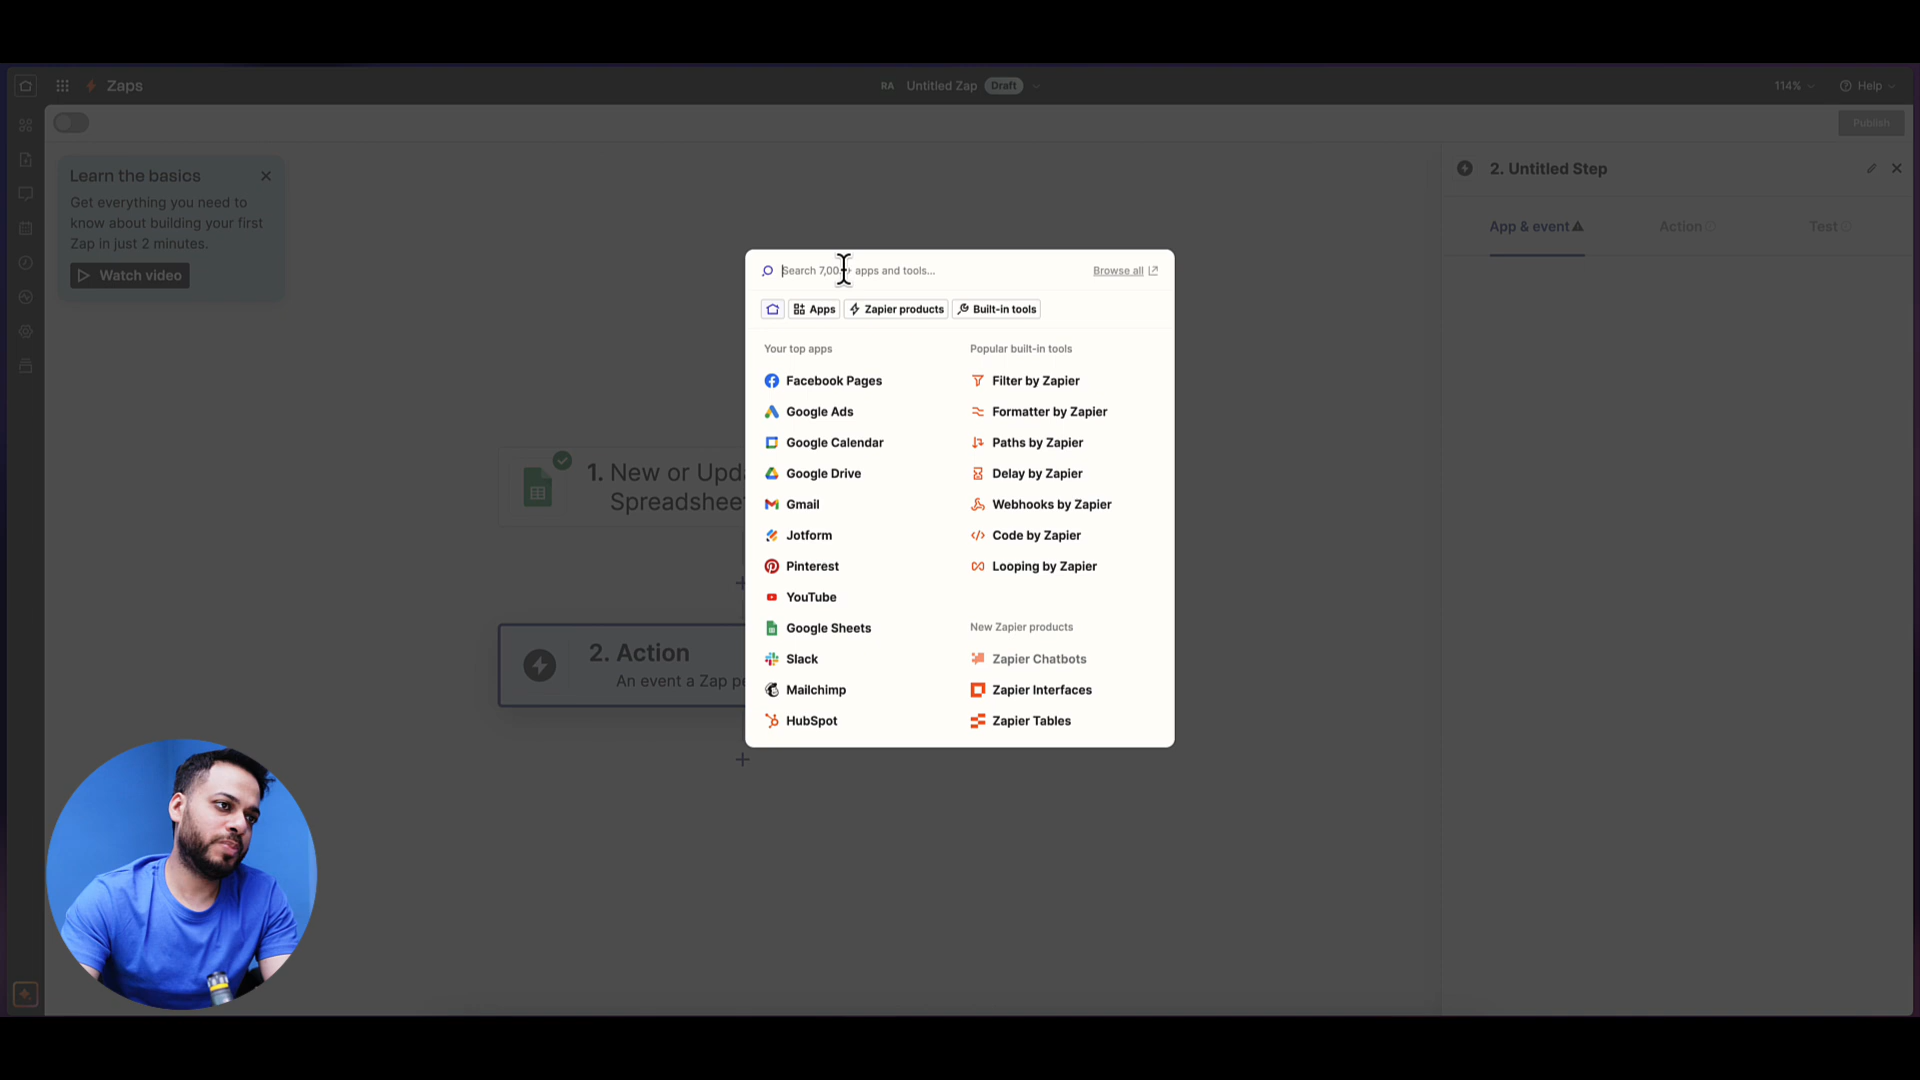 Zaps
RA Untitled Zap Draft
114%
Help
Publish
Learn the basics
Get everything you need to
know about building your first
Zap in just 2 minutes.
Watch video
2. Untitled Step
App & event
Action
Test
Search 7,00 apps and tools...
Browse all
Apps
Zapier products
Built-in tools
Your top apps
Facebook Pages
Google Ads
Google Calendar
Google Drive
Gmail
Jotform
Pinterest
YouTube
Google Sheets
Slack
Mailchimp
HubSpot
Popular built-in tools
Filter by Zapier
Formatter by Zapier
Paths by Zapier
Delay by Zapier
Webhooks by Zapier
Code by Zapier
Looping by Zapier
New Zapier products
Zapier Chatbots
Zapier Interfaces
Zapier Tables
1. New or Upda
Spreadshee
2. Action
An event a Zap pe